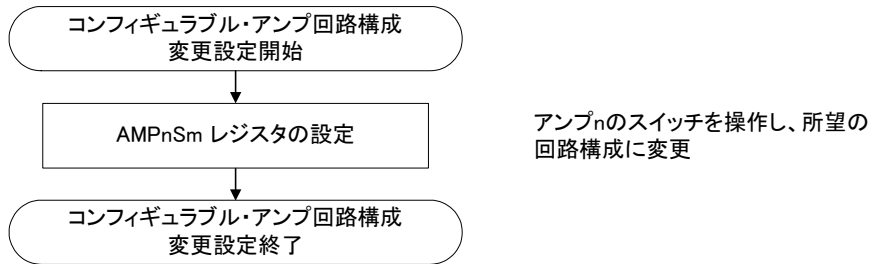 コンフィギュラブル・アンプ回路構成
変更設定開始
AMPnSm レジスタの設定
アンプnのスイッチを操作し、所望の
回路構成に変更
コンフィギュラブル・アンプ回路構成
変更設定終了